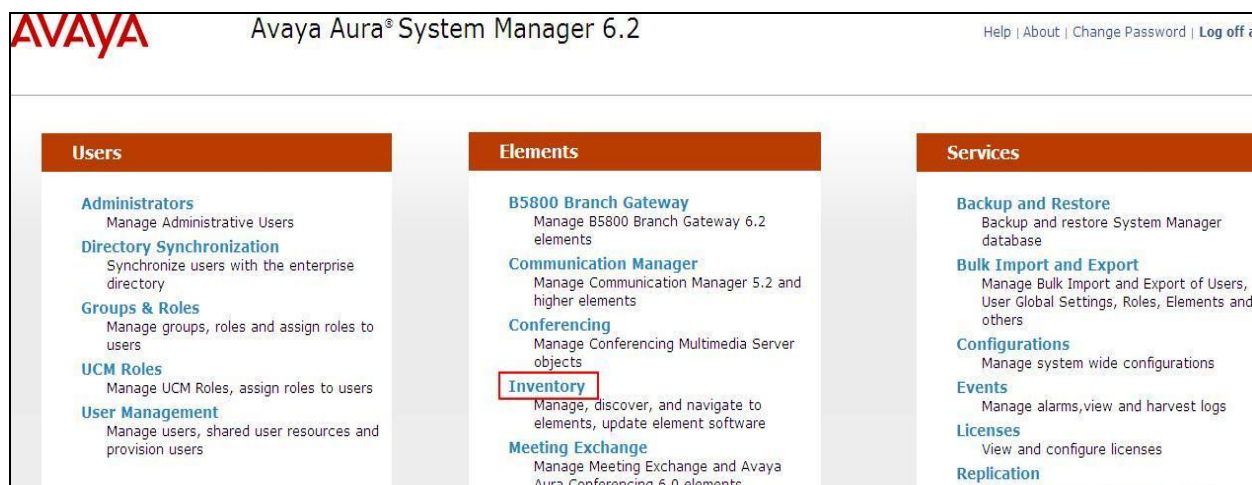 AVAYA
Avaya Aura® System Manager 6.2
Help | About | Change Password | Log off
Users
Administrators
Manage Administrative Users
Directory Synchronization
Synchronize users with the enterprise
directory
Groups & Roles
Manage groups, roles and assign roles to
users
UCM Roles
Manage UCM Roles, assign roles to users
User Management
Manage users, shared user resources and
provision users
Elements
B5800 Branch Gateway
Manage B5800 Branch Gateway 6.2
elements
Communication Manager
Manage Communication Manager 5.2 and
higher elements
Conferencing
Manage Conferencing Multimedia Server
objects
Inventory
Manage, discover, and navigate to
elements, update element software
Meeting Exchange
Manage Meeting Exchange and Avaya
Aura Conferencing 6.0 elements
Services
Backup and Restore
Backup and restore System Manager
database
Bulk Import and Export
Manage Bulk Import and Export of Users,
User Global Settings, Roles, Elements and
others
Configurations
Manage system wide configurations
Events
Manage alarms,view and harvest logs
Licenses
View and configure licenses
Replication